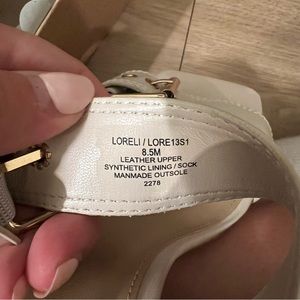 LORELI / LORE13S1
8.5M
LEATHER UPPER
SYNTHETIC LINING / SOCK
MANMADE OUTSOLE
2278